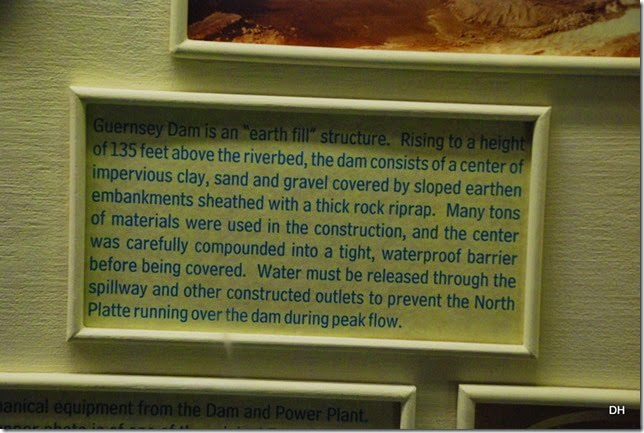 Guernsey Dam is an "earth fill" structure. Rising to a height
of 135 feet above the riverbed, the dam consists of a center of
impervious clay, sand and gravel covered by sloped earthen
embankments sheathed with a thick rock riprap. Many tons
of materials were used in the construction, and the center
was carefully compounded into a tight, waterproof barrier
before being covered. Water must be released through the
spillway and other constructed outlets to prevent the North
Platte running over the dam during peak flow.
equipment from the Dam and Power Plant.
DH